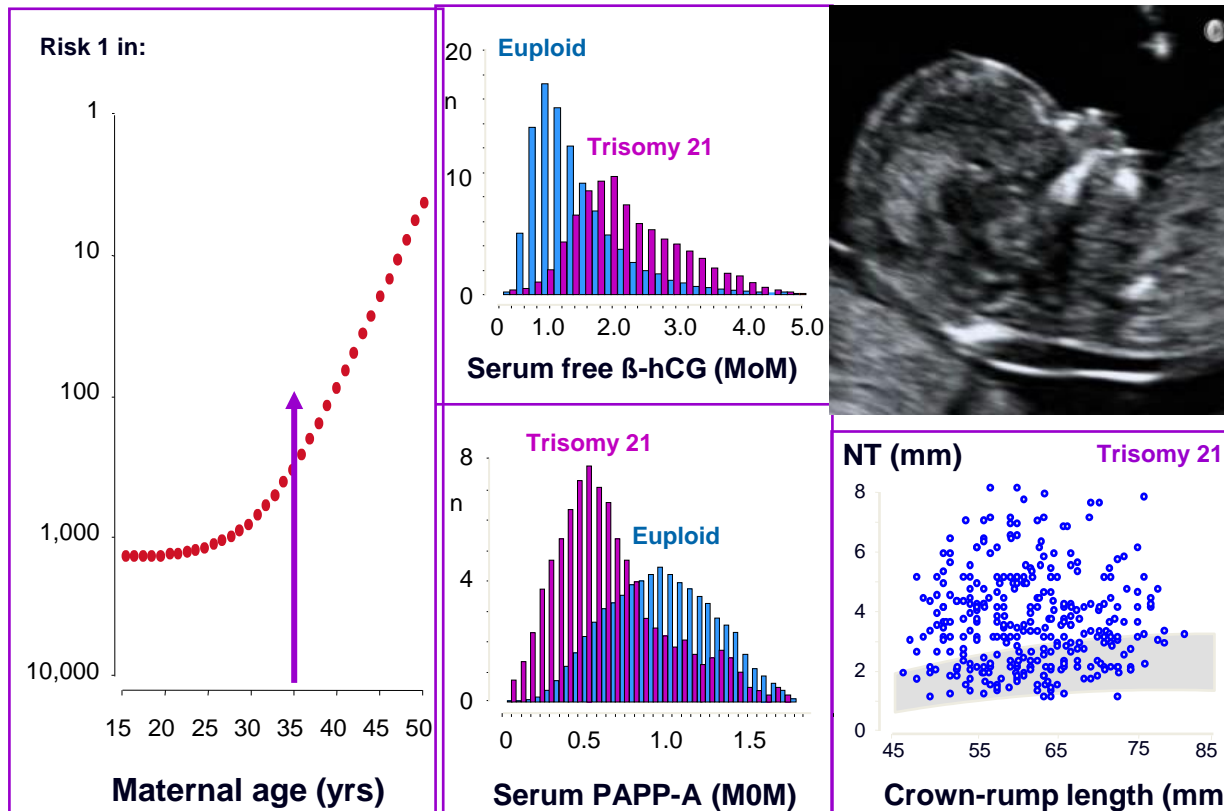 Risk 1 in:
1
10
100
1,000
10,000
15 20 25 30 35 40 45 50
Maternal age (yrs)
20
Euploid
n
Trisomy 21
10
0
0 1.0 2.0 3.0 4.0 5.0
Serum free ß-hCG (MoM)
8
Trisomy 21
n
Euploid
4
0
0 0.5 1.0 1.5
Serum PAPP-A (M0M)
NT (mm) Trisomy 21
8
6
4
2
0
45 55 65 75 85
Crown-rump length (mm